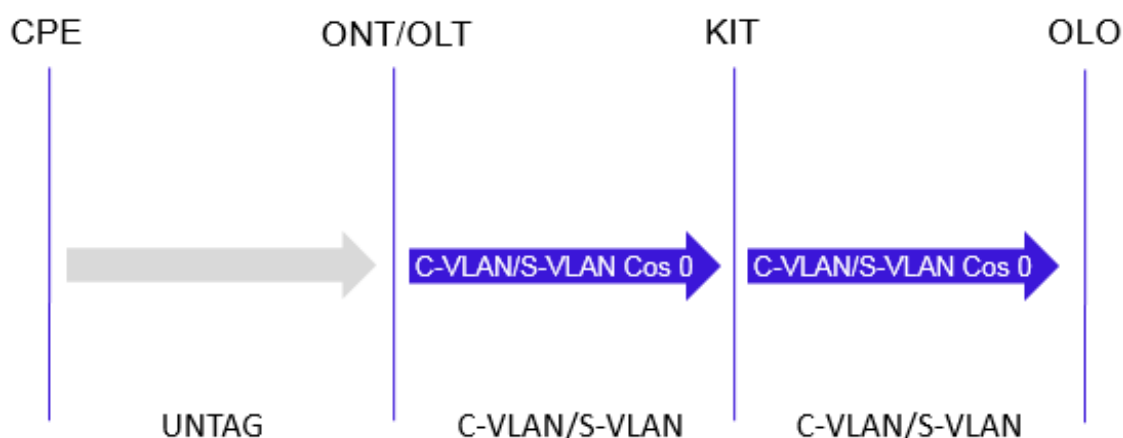 CPE
ONT/OLT
KIT
OLO
C-VLAN/S-VLAN Cos 0
C-VLAN/S-VLAN Cos 0
UNTAG
C-VLAN/S-VLAN
C-VLAN/S-VLAN